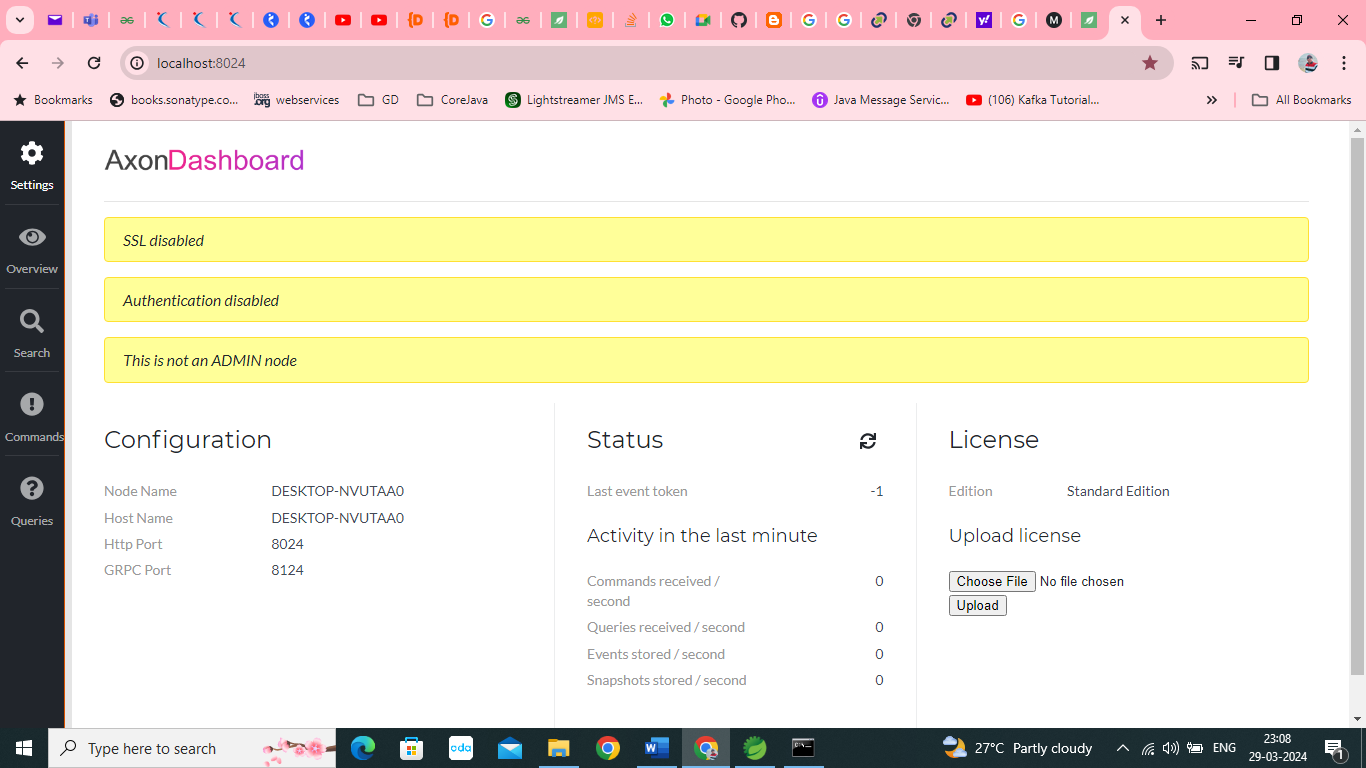 localhost:8024
Bookmarks
books.sonatype.co...
webservices
GD
CoreJava
Lightstreamer JMS E...
Photo - Google Pho...
Java Message Servic...
(106) Kafka Tutorial...
All Bookmarks
AxonDashboard
Settings
Overview
Search
Commands
Queries
SSL disabled
Authentication disabled
This is not an ADMIN node
Configuration
Node Name DESKTOP-NVUTAA0
Host Name DESKTOP-NVUTAA0
Http Port 8024
GRPC Port 8124
Status
Last event token -1
Activity in the last minute
Commands received / 0
second
Queries received / second 0
Events stored / second 0
Snapshots stored / second 0
License
Edition Standard Edition
Upload license
Choose File No file chosen
Upload
Type here to search
27°C Partly cloudy
ENG
23:08
29-03-2024
1